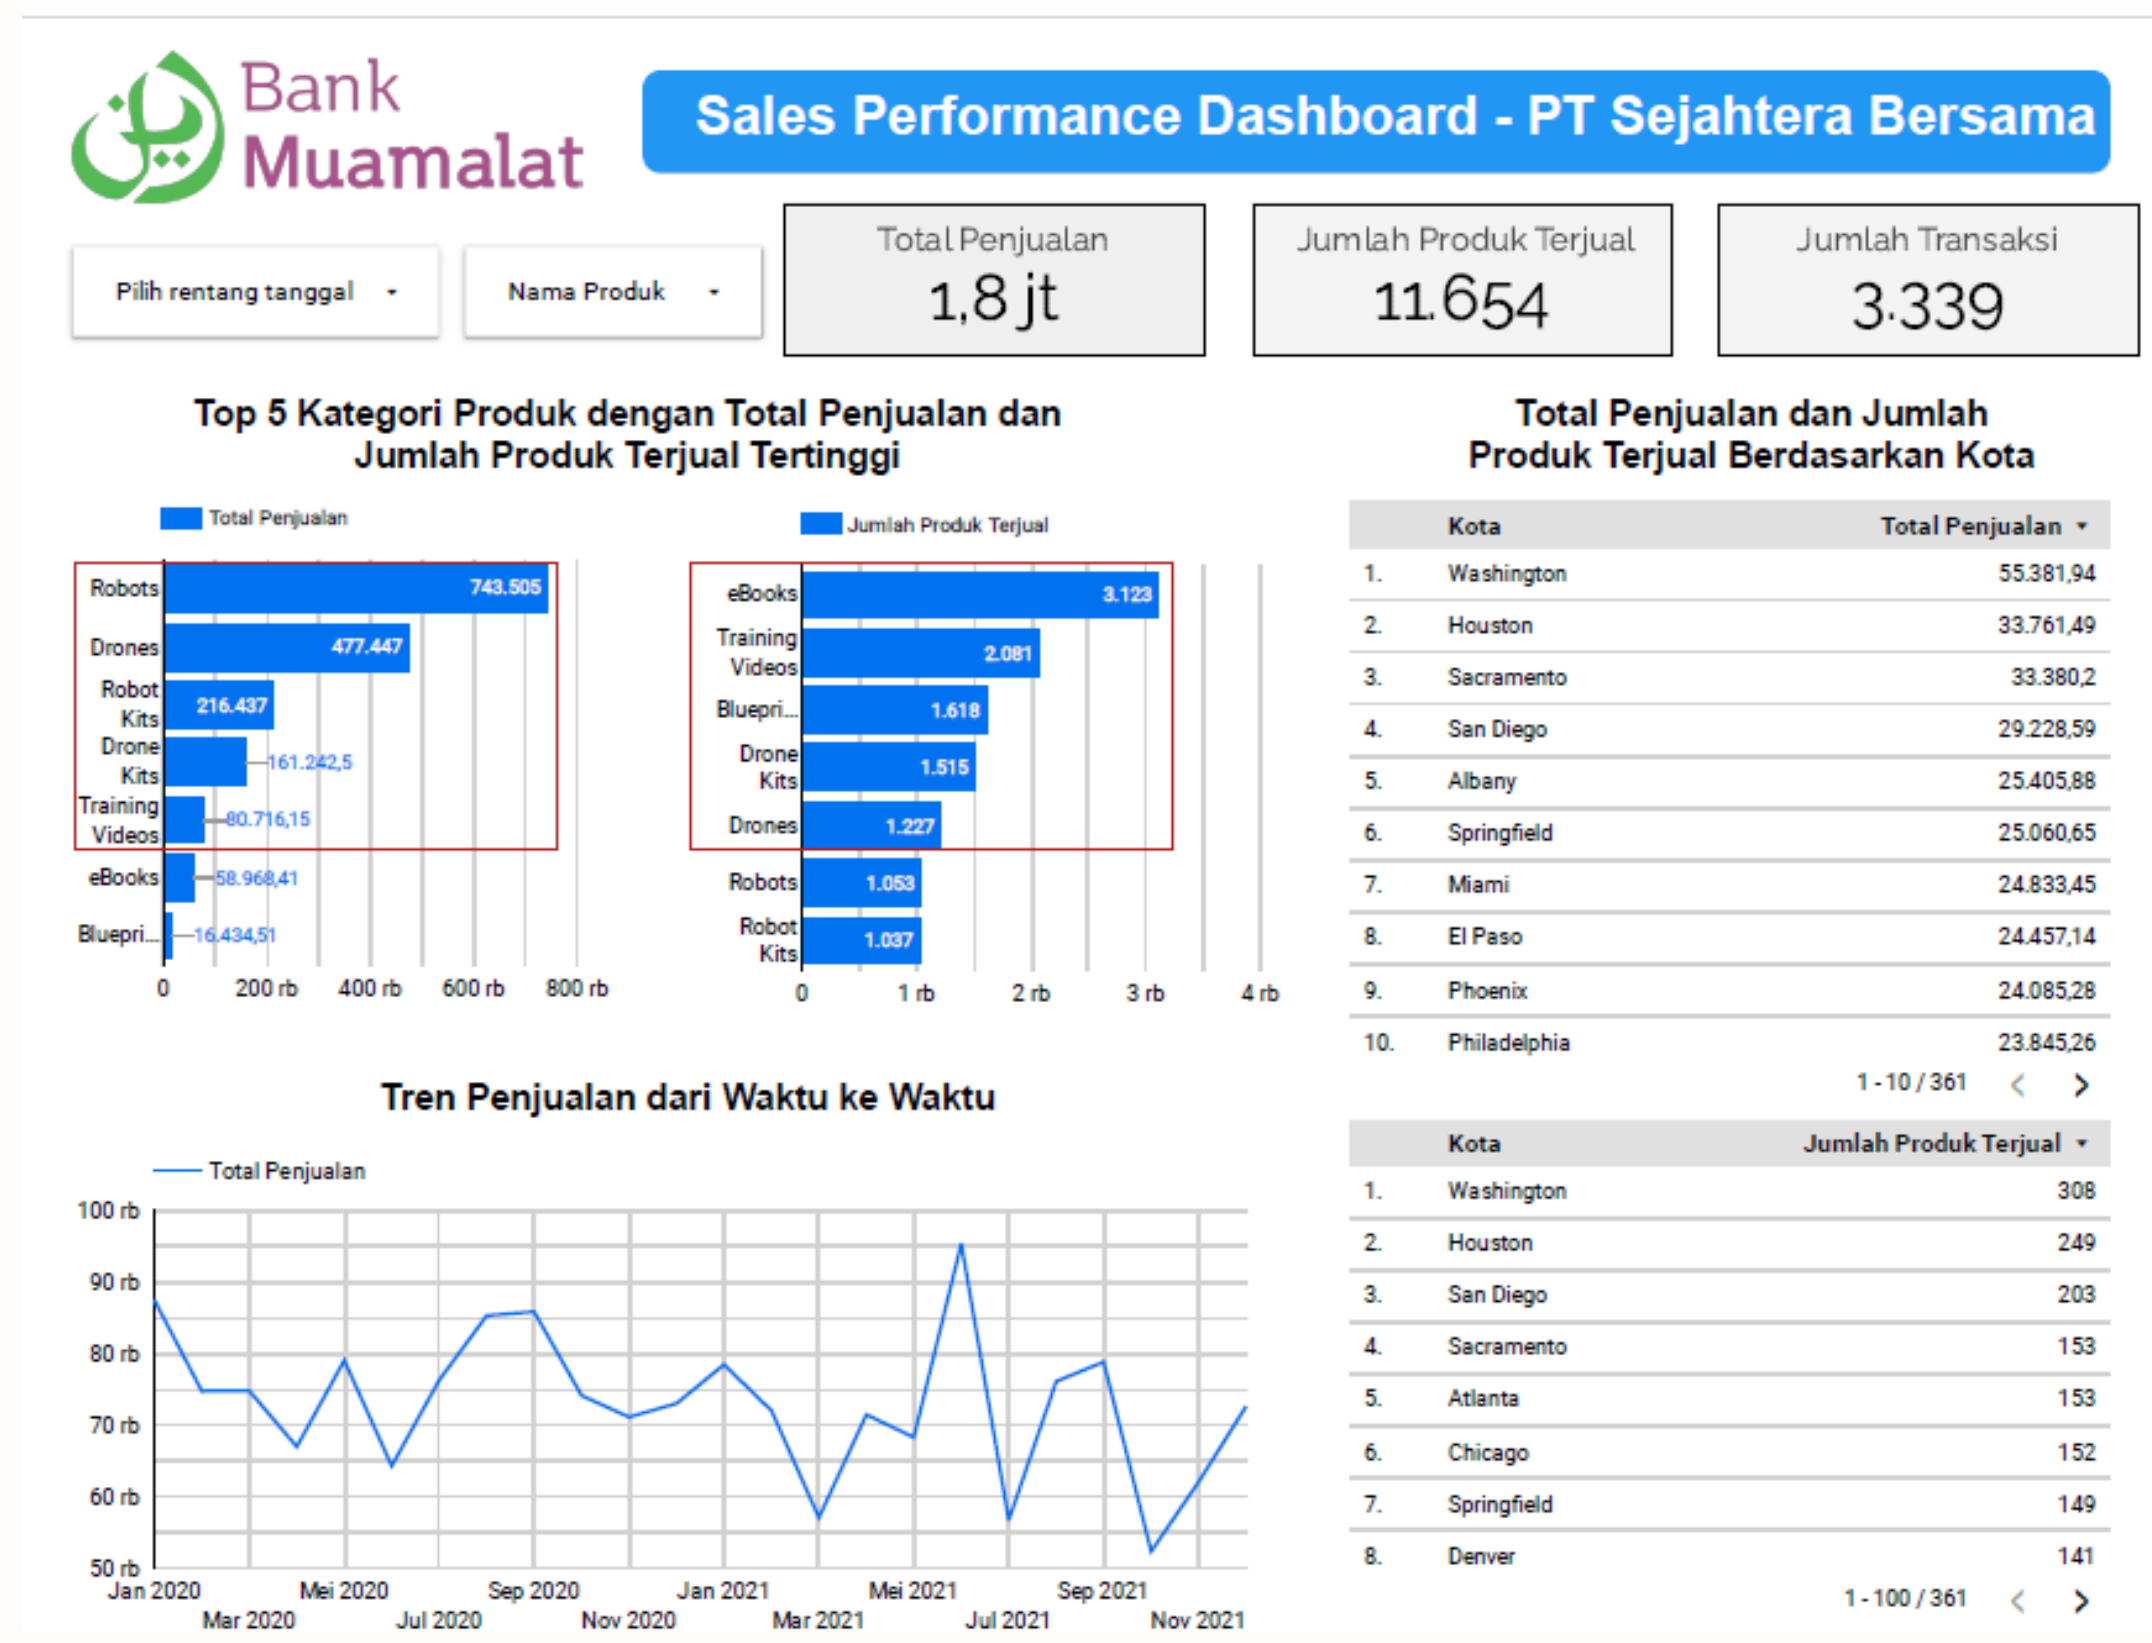 Bank
Muamalat
Sales Performance Dashboard - PT Sejahtera Bersama
Pilih rentang tanggal
Nama Produk
Total Penjualan
1,8 jt
Jumlah Produk Terjual
11.654
Jumlah Transaksi
3.339
Top 5 Kategori Produk dengan Total Penjualan dan
Jumlah Produk Terjual Tertinggi
Total Penjualan
Robots 743.505
Drones 477.447
Robot
Kits 216.437
Drone
Kits 161.242,5
Training
Videos 80.716,15
eBooks 58.968,41
Bluepri... 16.434,51
0 200 rb 400 rb 600 rb 800 rb
Jumlah Produk Terjual
eBooks 3.123
Training
Videos 2.081
Bluepri... 1.618
Drone
Kits 1.515
Drones 1.227
Robots 1.053
Robot
Kits 1.037
0 1 rb 2 rb 3 rb 4 rb
Total Penjualan dan Jumlah
Produk Terjual Berdasarkan Kota
Kota Total Penjualan
1. Washington 55.381,94
2. Houston 33.761,49
3. Sacramento 33.380,2
4. San Diego 29.228,59
5. Albany 25.405,88
6. Springfield 25.060,65
7. Miami 24.833,45
8. El Paso 24.457,14
9. Phoenix 24.085,28
10. Philadelphia 23.845,26
1 - 10 / 361
Tren Penjualan dari Waktu ke Waktu
Total Penjualan
100 rb
90 rb
80 rb
70 rb
60 rb
50 rb
Jan 2020 Mei 2020 Sep 2020 Jan 2021 Mei 2021 Sep 2021
Mar 2020 Jul 2020 Nov 2020 Mar 2021 Jul 2021 Nov 2021
Kota Jumlah Produk Terjual
1. Washington 308
2. Houston 249
3. San Diego 203
4. Sacramento 153
5. Atlanta 153
6. Chicago 152
7. Springfield 149
8. Denver 141
1 - 100 / 361